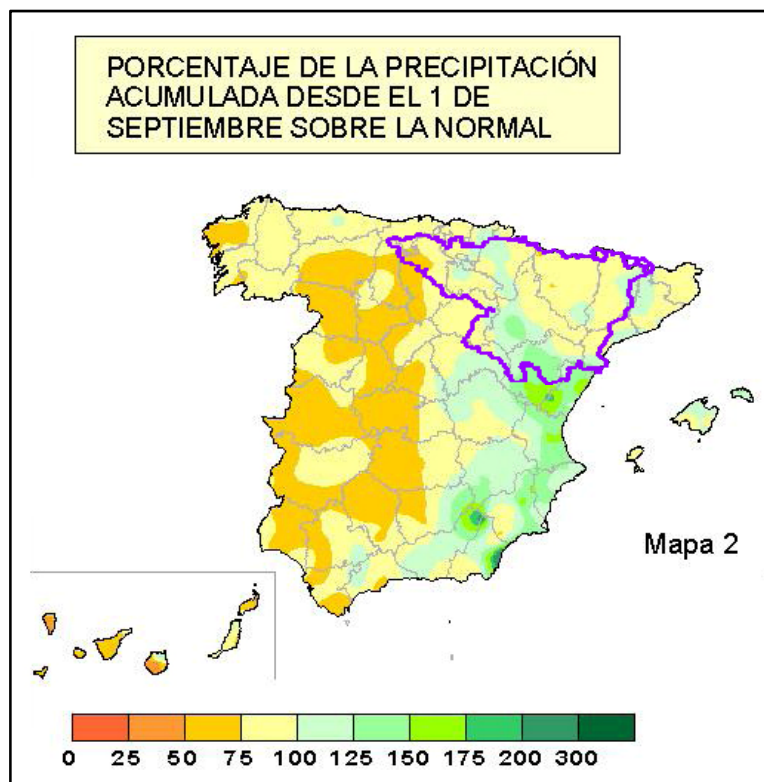 PORCENTAJE DE LA PRECIPITACIÓN
ACUMULADA DESDE EL 1 DE
SEPTIEMBRE SOBRE LA NORMAL
Mapa 2
0 25 50 75 100 125 150 175 200 300